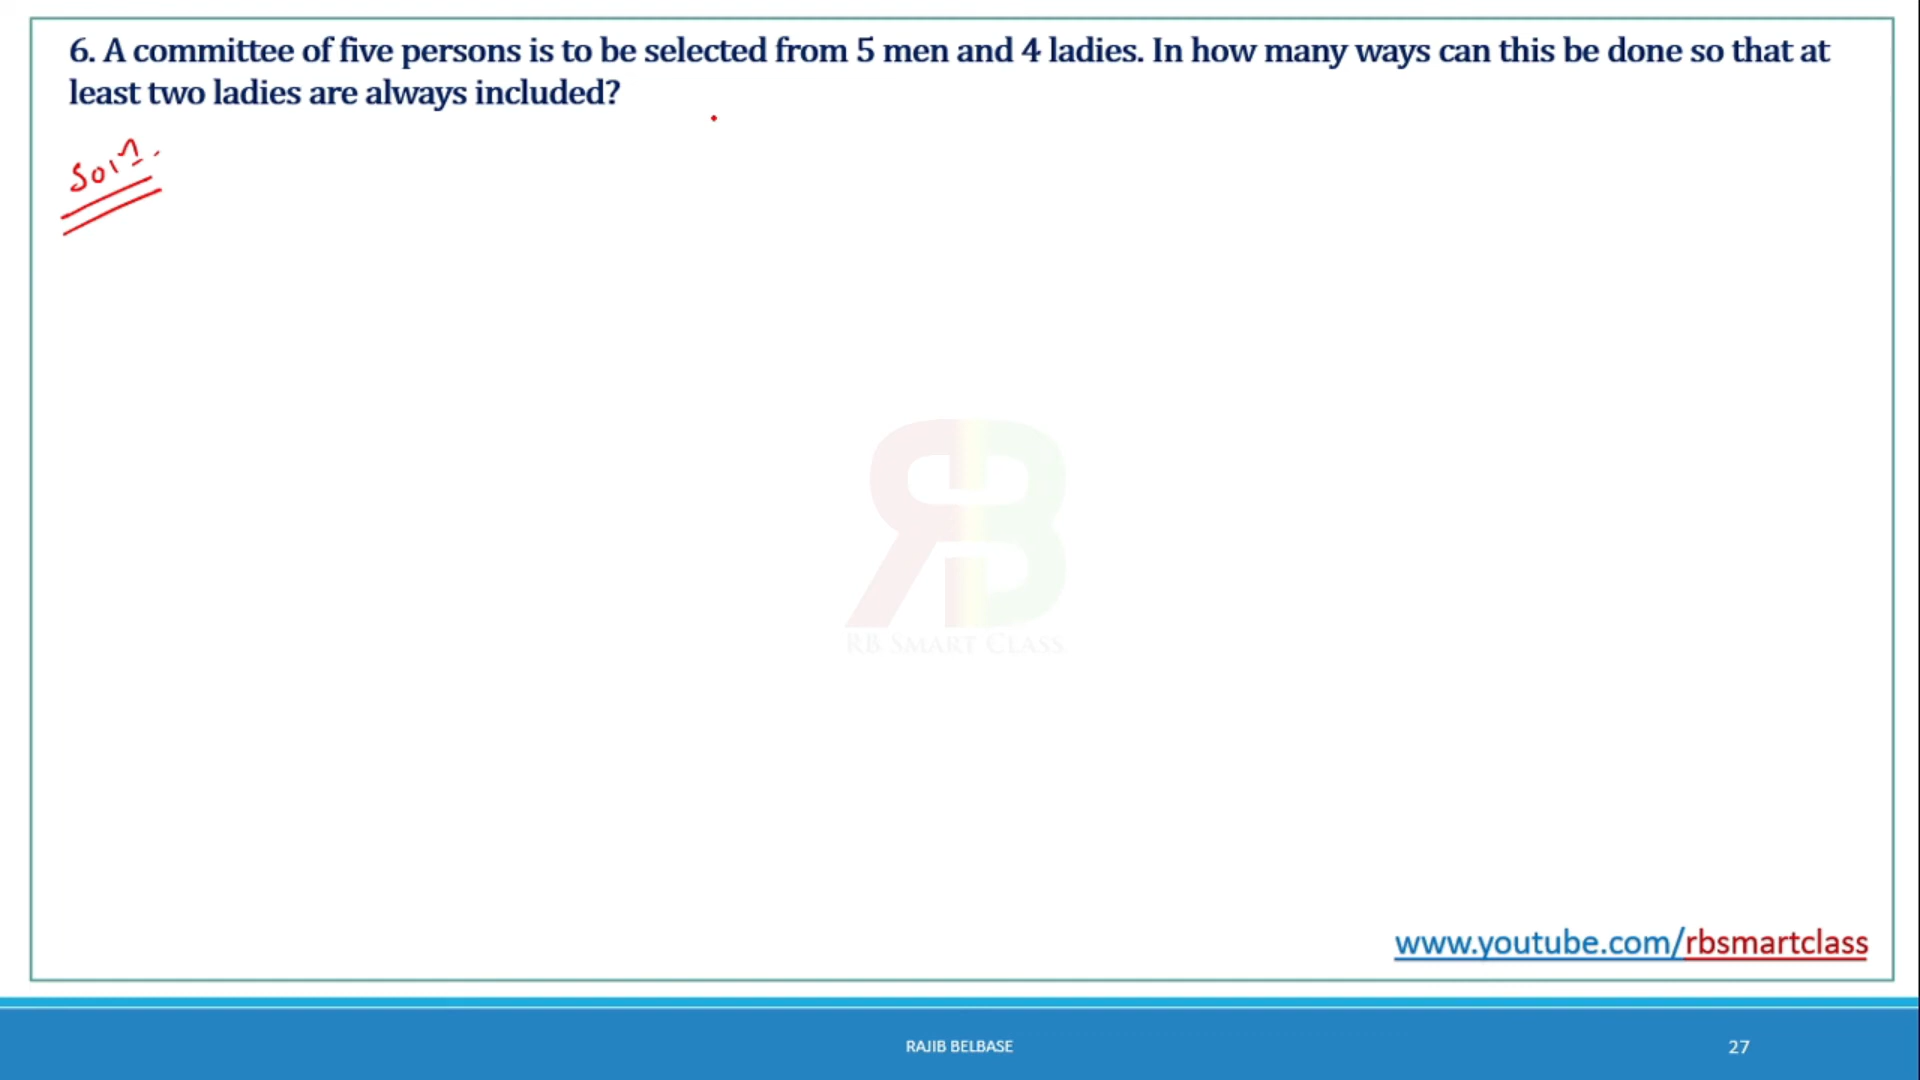 6. A committee of five persons is to be selected from 5 men and 4 ladies. In how many ways can this be done so that at
least two ladies are always included?
Soln.
RB SMART CLASS
www.youtube.com/rbsmartclass
RAJIB BELBASE
27